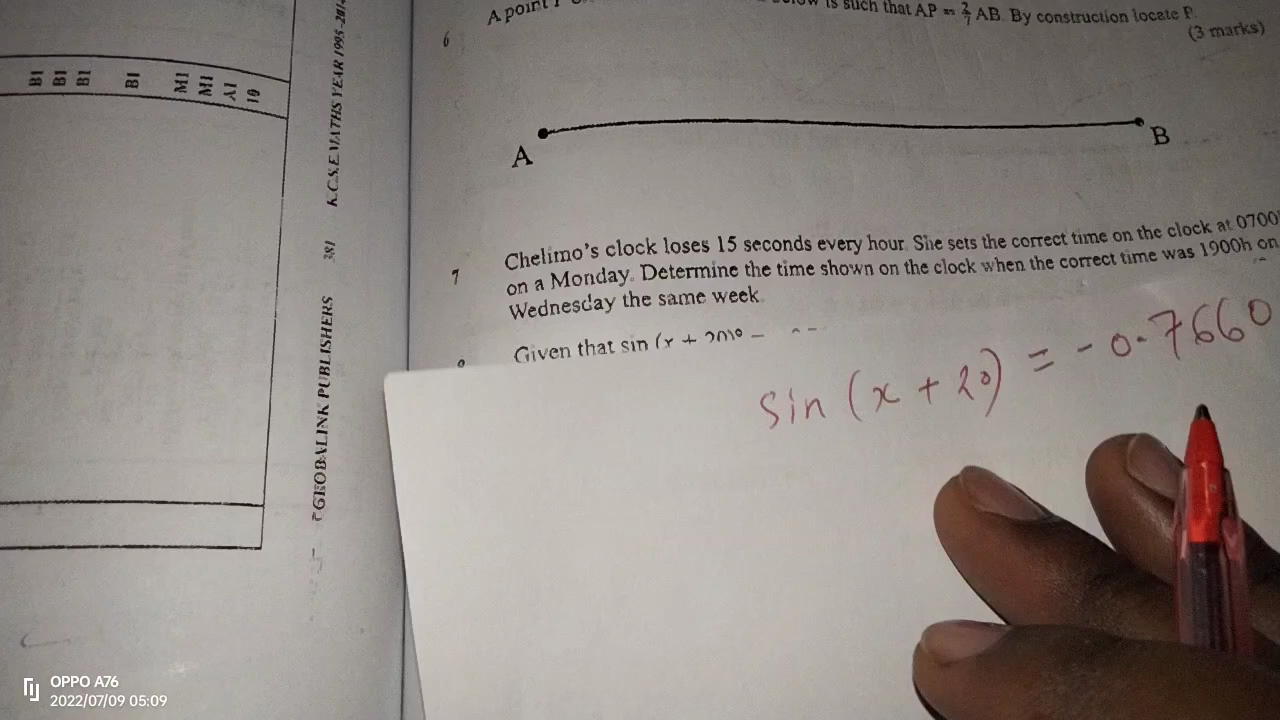 B1
B1
B1
B1
M1
M1
A1
10
K.C.S.E MATHS YEAR 1995-201
381
GLOBALINK PUBLISHERS
6
A point is such that AP = 2/7 AB. By construction locate P.
(3 marks)
A
B
7
Chelimo's clock loses 15 seconds every hour. She sets the correct time on the clock at 0700
on a Monday. Determine the time shown on the clock when the correct time was 1900h on
Wednesday the same week.
Given that sin (x + 20)° =
sin (x + 20) = - 0.7660
OPPO A76
2022/07/09 05:09